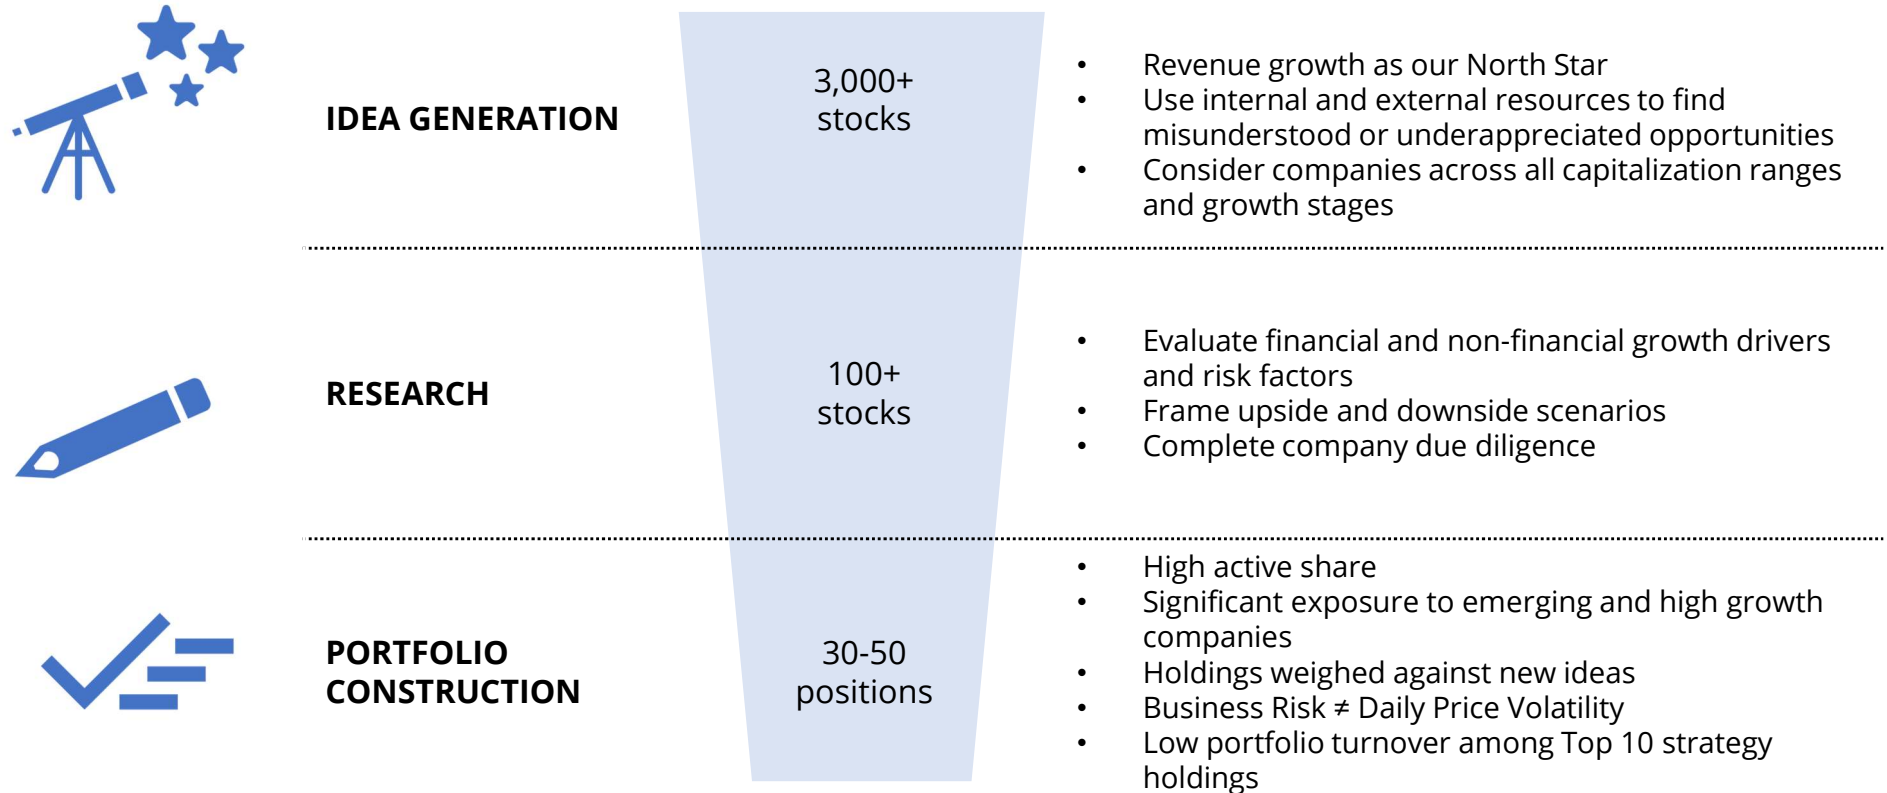 IDEA GENERATION
3,000+
stocks
• Revenue growth as our North Star
• Use internal and external resources to find
misunderstood or underappreciated opportunities
• Consider companies across all capitalization ranges
and growth stages
RESEARCH
100+
stocks
• Evaluate financial and non-financial growth drivers
and risk factors
• Frame upside and downside scenarios
• Complete company due diligence
PORTFOLIO
CONSTRUCTION
30-50
positions
• High active share
• Significant exposure to emerging and high growth
companies
• Holdings weighed against new ideas
• Business Risk ≠ Daily Price Volatility
• Low portfolio turnover among Top 10 strategy
holdings